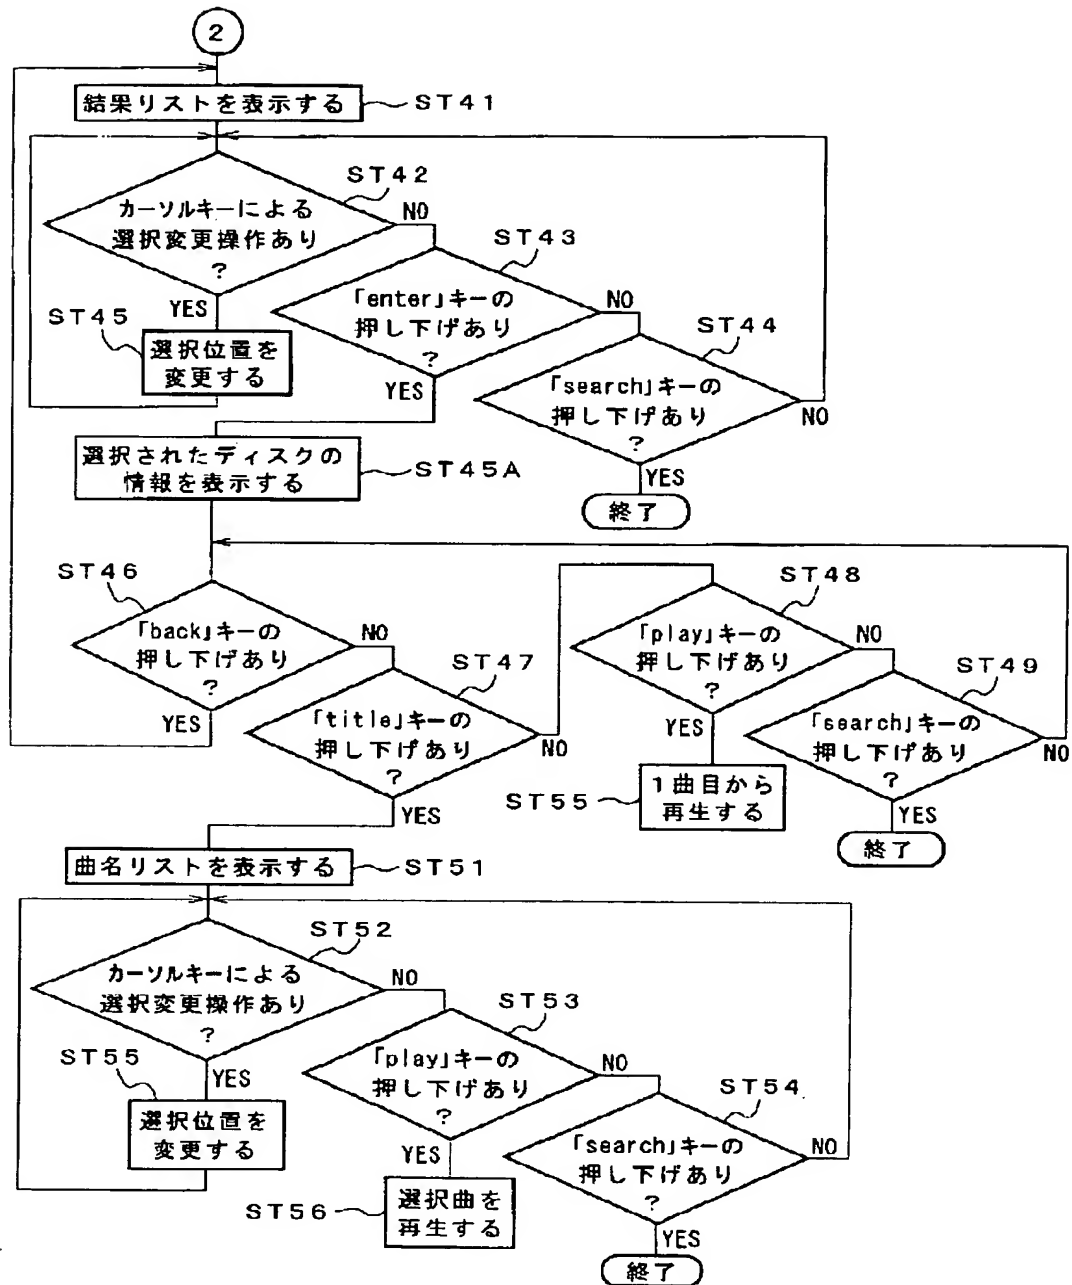 2
結果リストを表示する
ST41
ST42
カーソルキーによる
選択変更操作あり
?
NO
YES
ST43
「enter」キーの
押し下げあり
?
NO
YES
ST44
「search」キーの
押し下げあり
?
NO
YES
終了
ST45
選択位置を
変更する
選択されたディスクの
情報を表示する
ST45A
ST46
「back」キーの
押し下げあり
?
NO
YES
ST47
「title」キーの
押し下げあり
?
NO
YES
ST48
「play」キーの
押し下げあり
?
NO
YES
ST49
「search」キーの
押し下げあり
?
NO
YES
終了
ST55
1曲目から
再生する
曲名リストを表示する
ST51
ST52
カーソルキーによる
選択変更操作あり
?
NO
YES
ST53
「play」キーの
押し下げあり
?
NO
YES
ST54
「search」キーの
押し下げあり
?
NO
YES
終了
ST55
選択位置を
変更する
ST56
選択曲を
再生する